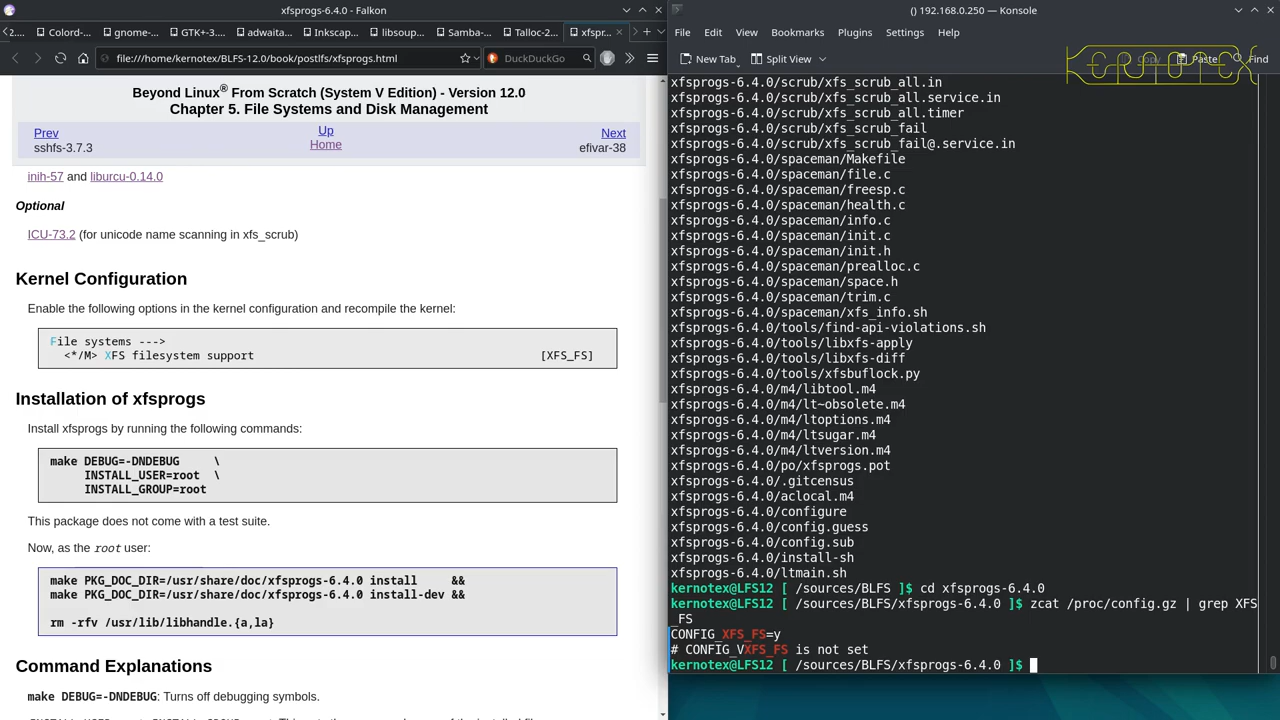 xfsprogs-6.4.0 - Falkon
2....
Colord-...
gnome-...
GTK+-3....
adwaita...
Inkscap...
libsoup...
Samba-...
Talloc-2...
xfspr...
file:///home/kernotex/BLFS-12.0/book/postlfs/xfsprogs.html
DuckDuckGo
Beyond Linux® From Scratch (System V Edition) - Version 12.0
Chapter 5. File Systems and Disk Management
Prev Up Next
sshfs-3.7.3 Home efivar-38
inih-57 and liburcu-0.14.0
Optional
ICU-73.2 (for unicode name scanning in xfs_scrub)
Kernel Configuration
Enable the following options in the kernel configuration and recompile the kernel:
File systems --->
<*/M> XFS filesystem support [XFS_FS]
Installation of xfsprogs
Install xfsprogs by running the following commands:
make DEBUG=-DNDEBUG \
INSTALL_USER=root \
INSTALL_GROUP=root
This package does not come with a test suite.
Now, as the root user:
make PKG_DOC_DIR=/usr/share/doc/xfsprogs-6.4.0 install &&
make PKG_DOC_DIR=/usr/share/doc/xfsprogs-6.4.0 install-dev &&
rm -rfv /usr/lib/libhandle.{a,la}
Command Explanations
make DEBUG=-DNDEBUG: Turns off debugging symbols.
() 192.168.0.250 — Konsole
File Edit View Bookmarks Plugins Settings Help
New Tab Split View Copy Paste Find
kernotex
xfsprogs-6.4.0/scrub/xfs_scrub_all.in
xfsprogs-6.4.0/scrub/xfs_scrub_all.service.in
xfsprogs-6.4.0/scrub/xfs_scrub_all.timer
xfsprogs-6.4.0/scrub/xfs_scrub_fail
xfsprogs-6.4.0/scrub/xfs_scrub_fail@.service.in
xfsprogs-6.4.0/spaceman/Makefile
xfsprogs-6.4.0/spaceman/file.c
xfsprogs-6.4.0/spaceman/freesp.c
xfsprogs-6.4.0/spaceman/health.c
xfsprogs-6.4.0/spaceman/info.c
xfsprogs-6.4.0/spaceman/init.c
xfsprogs-6.4.0/spaceman/init.h
xfsprogs-6.4.0/spaceman/prealloc.c
xfsprogs-6.4.0/spaceman/space.h
xfsprogs-6.4.0/spaceman/trim.c
xfsprogs-6.4.0/spaceman/xfs_info.sh
xfsprogs-6.4.0/tools/find-api-violations.sh
xfsprogs-6.4.0/tools/libxfs-apply
xfsprogs-6.4.0/tools/libxfs-diff
xfsprogs-6.4.0/tools/xfsbuflock.py
xfsprogs-6.4.0/m4/libtool.m4
xfsprogs-6.4.0/m4/lt~obsolete.m4
xfsprogs-6.4.0/m4/ltoptions.m4
xfsprogs-6.4.0/m4/ltsugar.m4
xfsprogs-6.4.0/m4/ltversion.m4
xfsprogs-6.4.0/po/xfsprogs.pot
xfsprogs-6.4.0/.gitcensus
xfsprogs-6.4.0/aclocal.m4
xfsprogs-6.4.0/configure
xfsprogs-6.4.0/config.guess
xfsprogs-6.4.0/config.sub
xfsprogs-6.4.0/install-sh
xfsprogs-6.4.0/ltmain.sh
kernotex@LFS12 [ /sources/BLFS ]$ cd xfsprogs-6.4.0
kernotex@LFS12 [ /sources/BLFS/xfsprogs-6.4.0 ]$ zcat /proc/config.gz | grep XFS
_FS
CONFIG_XFS_FS=y
# CONFIG_VXFS_FS is not set
kernotex@LFS12 [ /sources/BLFS/xfsprogs-6.4.0 ]$